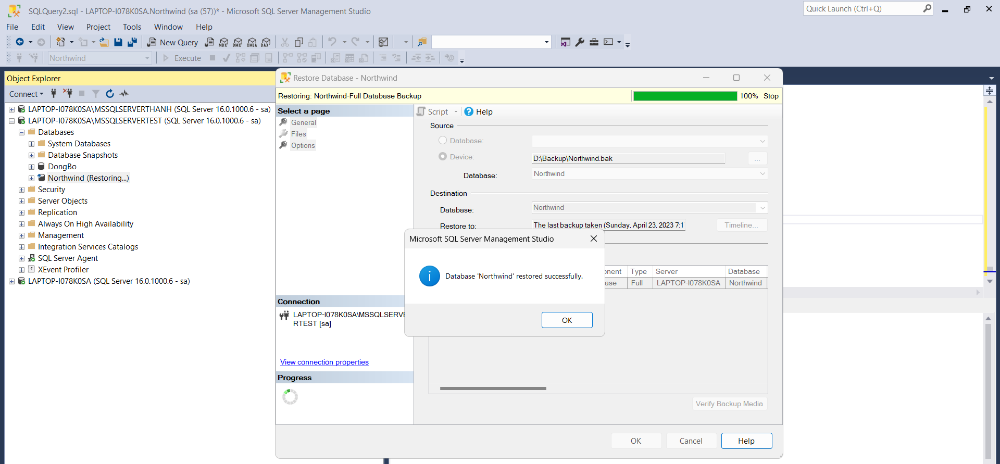 SQLQuery2.sql - LAPTOP-I078K0SA.Northwind (sa (57))* - Microsoft SQL Server Management Studio
Quick Launch (Ctrl+Q)
File Edit View Project Tools Window Help
New Query MDX DMX XMLA DAX
Northwind Execute
Object Explorer
Connect
LAPTOP-I078K0SA\MSSQLSERVERTHANH (SQL Server 16.0.1000.6 - sa)
LAPTOP-I078K0SA\MSSQLSERVERTEST (SQL Server 16.0.1000.6 - sa)
Databases
System Databases
Database Snapshots
DongBo
Northwind (Restoring...)
Security
Server Objects
Replication
Always On High Availability
Management
Integration Services Catalogs
SQL Server Agent
XEvent Profiler
LAPTOP-I078K0SA (SQL Server 16.0.1000.6 - sa)
Restore Database - Northwind
Restoring: Northwind-Full Database Backup 100% Stop
Select a page
General
Files
Options
Script Help
Source
Database:
Device: D:\Backup\Northwind.bak ...
Database: Northwind
Destination
Database: Northwind
Restore to: The last backup taken (Sunday, April 23, 2023 7:1 Timeline...
Microsoft SQL Server Management Studio
Database 'Northwind' restored successfully.
OK
onent Type Server Database
ase Full LAPTOP-I078K0SA Northwind
Connection
LAPTOP-I078K0SA\MSSQLSERVE
RTEST [sa]
View connection properties
Progress
Verify Backup Media
OK Cancel Help